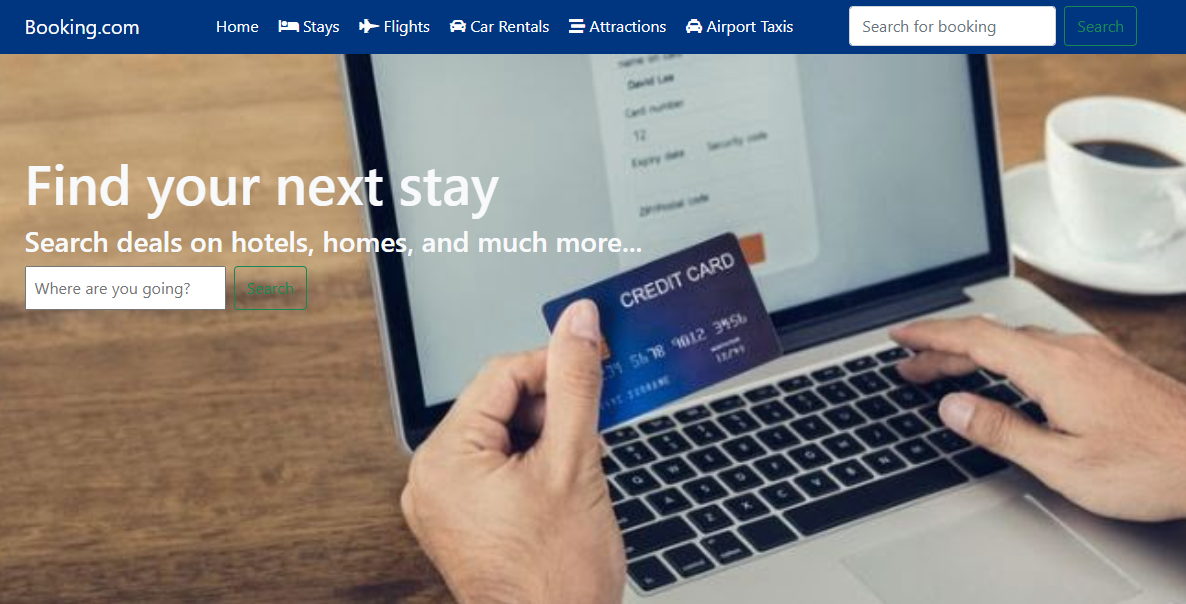 Booking.com Home Stays Flights Car Rentals Attractions Airport Taxis Search for booking Search
name on card
David Lee
Card number
12
Expiry date Security code
ZIP/Postal code
Find your next stay
Search deals on hotels, homes, and much more...
Where are you going? Search
CREDIT CARD
5678 9012 3456
12/99